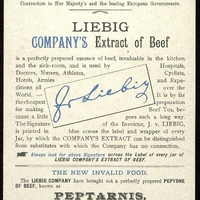 Contractors to Her Majesty's and the leading European Governments.
LIEBIG
COMPANY'S Extract of Beef
is a perfectly prepared essence of beef, invaluable in the kitchen
and the sick-room, and is used by Hospitals,
Doctors, Nurses, Athletes, Cyclists,
Hotels, Armies and Expe-
ditions all over the
World. It is by far
the cheapest preparation
for making Beef Tea, be-
cause a little goes such a long way.
The Signature of the Inventor, J. v. LIEBIG,
is printed in blue across the label and wrapper of every
Jar, by which the COMPANY'S EXTRACT can be distinguished
from substitutes with which the Company has no connection.
J v Liebig
Always look for above Signature across the Label of every jar of
LIEBIG COMPANY'S EXTRACT OF BEEF.
THE NEW INVALID FOOD.
The LIEBIG COMPANY have brought out a perfectly prepared PEPTONE
OF BEEF, known as
PEPTARNIS.